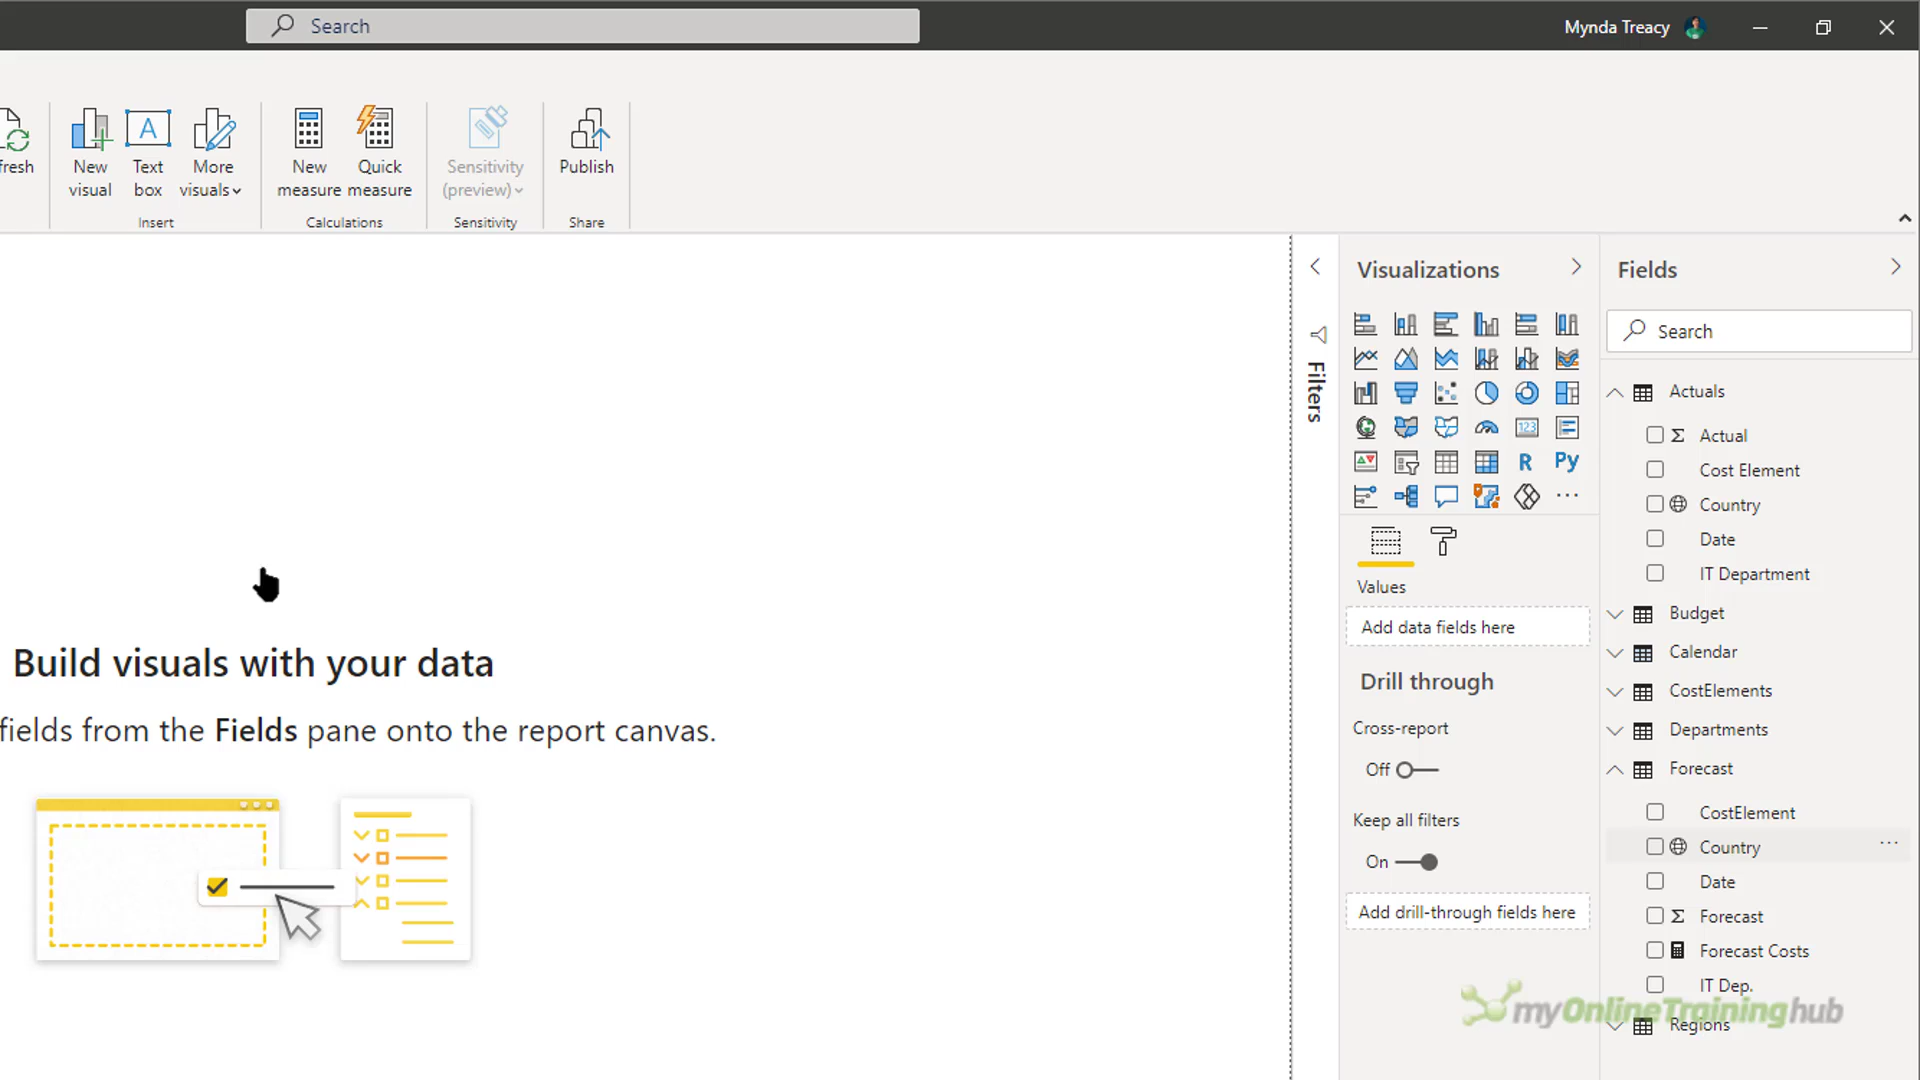 Search
Mynda Treacy
fresh
New
visual
Text
box
More
visuals
New
measure
Quick
measure
Sensitivity
(preview)
Publish
Insert
Calculations
Sensitivity
Share
Build visuals with your data
fields from the Fields pane onto the report canvas.
Filters
Visualizations
123
R
Py
Values
Add data fields here
Drill through
Cross-report
Off
Keep all filters
On
Add drill-through fields here
Fields
Search
Actuals
Σ Actual
Cost Element
Country
Date
IT Department
Budget
Calendar
CostElements
Departments
Forecast
CostElement
Country
Date
Σ Forecast
Forecast Costs
IT Dep.
Regions
myOnlineTraininghub